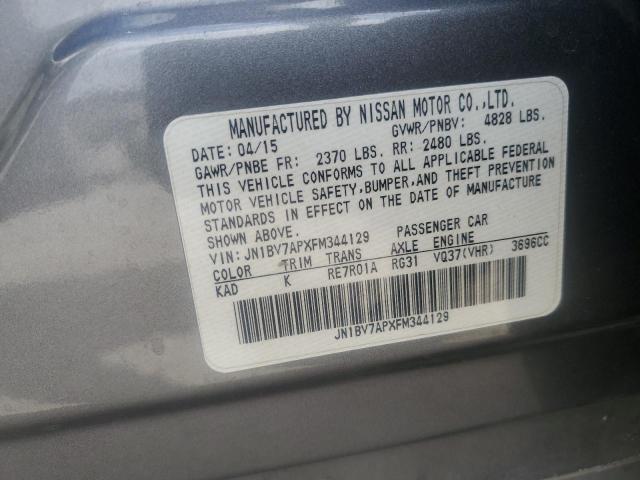 MANUFACTURED BY NISSAN MOTOR CO.,LTD.
DATE: 04/15 GVWR/PNBV: 4828 LBS.
GAWR/PNBE FR: 2370 LBS. RR: 2480 LBS.
THIS VEHICLE CONFORMS TO ALL APPLICABLE FEDERAL
MOTOR VEHICLE SAFETY,BUMPER,AND THEFT PREVENTION
STANDARDS IN EFFECT ON THE DATE OF MANUFACTURE
SHOWN ABOVE.
VIN: JN1BV7APXFM344129 PASSENGER CAR
COLOR TRIM TRANS AXLE ENGINE
KAD K RE7R01A RG31 VQ37(VHR) 3696CC
JN1BV7APXFM344129